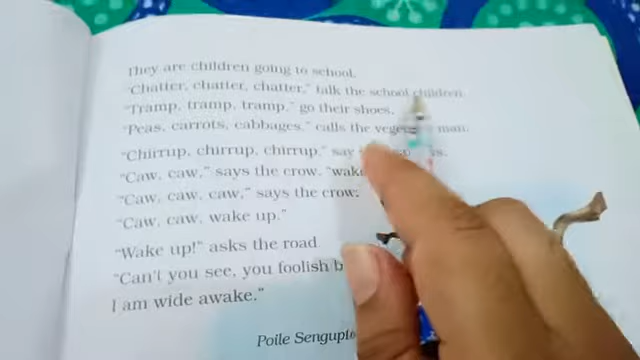 They are children going to school.
"Chatter, chatter, chatter," talk the school children.
"Tramp, tramp, tramp," go their shoes.
"Peas, carrots, cabbages," calls the man.
"Chirrup, chirrup, chirrup," say
"Caw, caw," says the crow. "wake
"Caw, caw, caw," says the crow.
"Caw, caw, wake up."
"Wake up!" asks the road
"Can't you see, you foolish
I am wide awake."
Poile Sengupta